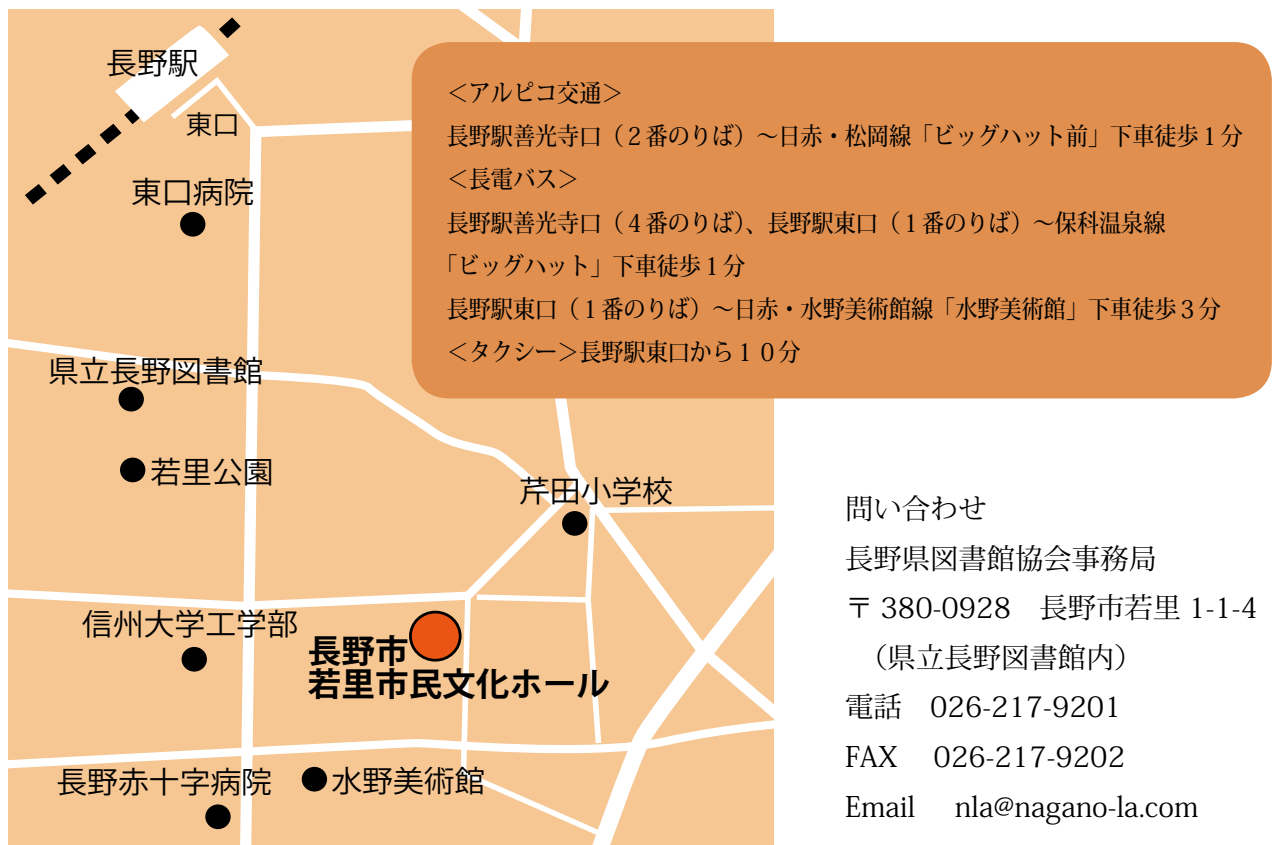 長野駅
東口
東口病院
県立長野図書館
若里公園
芹田小学校
信州大学工学部
長野市
若里市民文化ホール
長野赤十字病院
水野美術館
＜アルピコ交通＞
長野駅善光寺口（２番のりば）～日赤・松岡線「ビッグハット前」下車徒歩１分
＜長電バス＞
長野駅善光寺口（４番のりば）、長野駅東口（１番のりば）～保科温泉線
「ビッグハット」下車徒歩１分
長野駅東口（１番のりば）～日赤・水野美術館線「水野美術館」下車徒歩３分
＜タクシー＞長野駅東口から１０分
問い合わせ
長野県図書館協会事務局
〒 380-0928　長野市若里 1-1-4
（県立長野図書館内）
電話　026-217-9201
FAX　026-217-9202
Email　nla@nagano-la.com